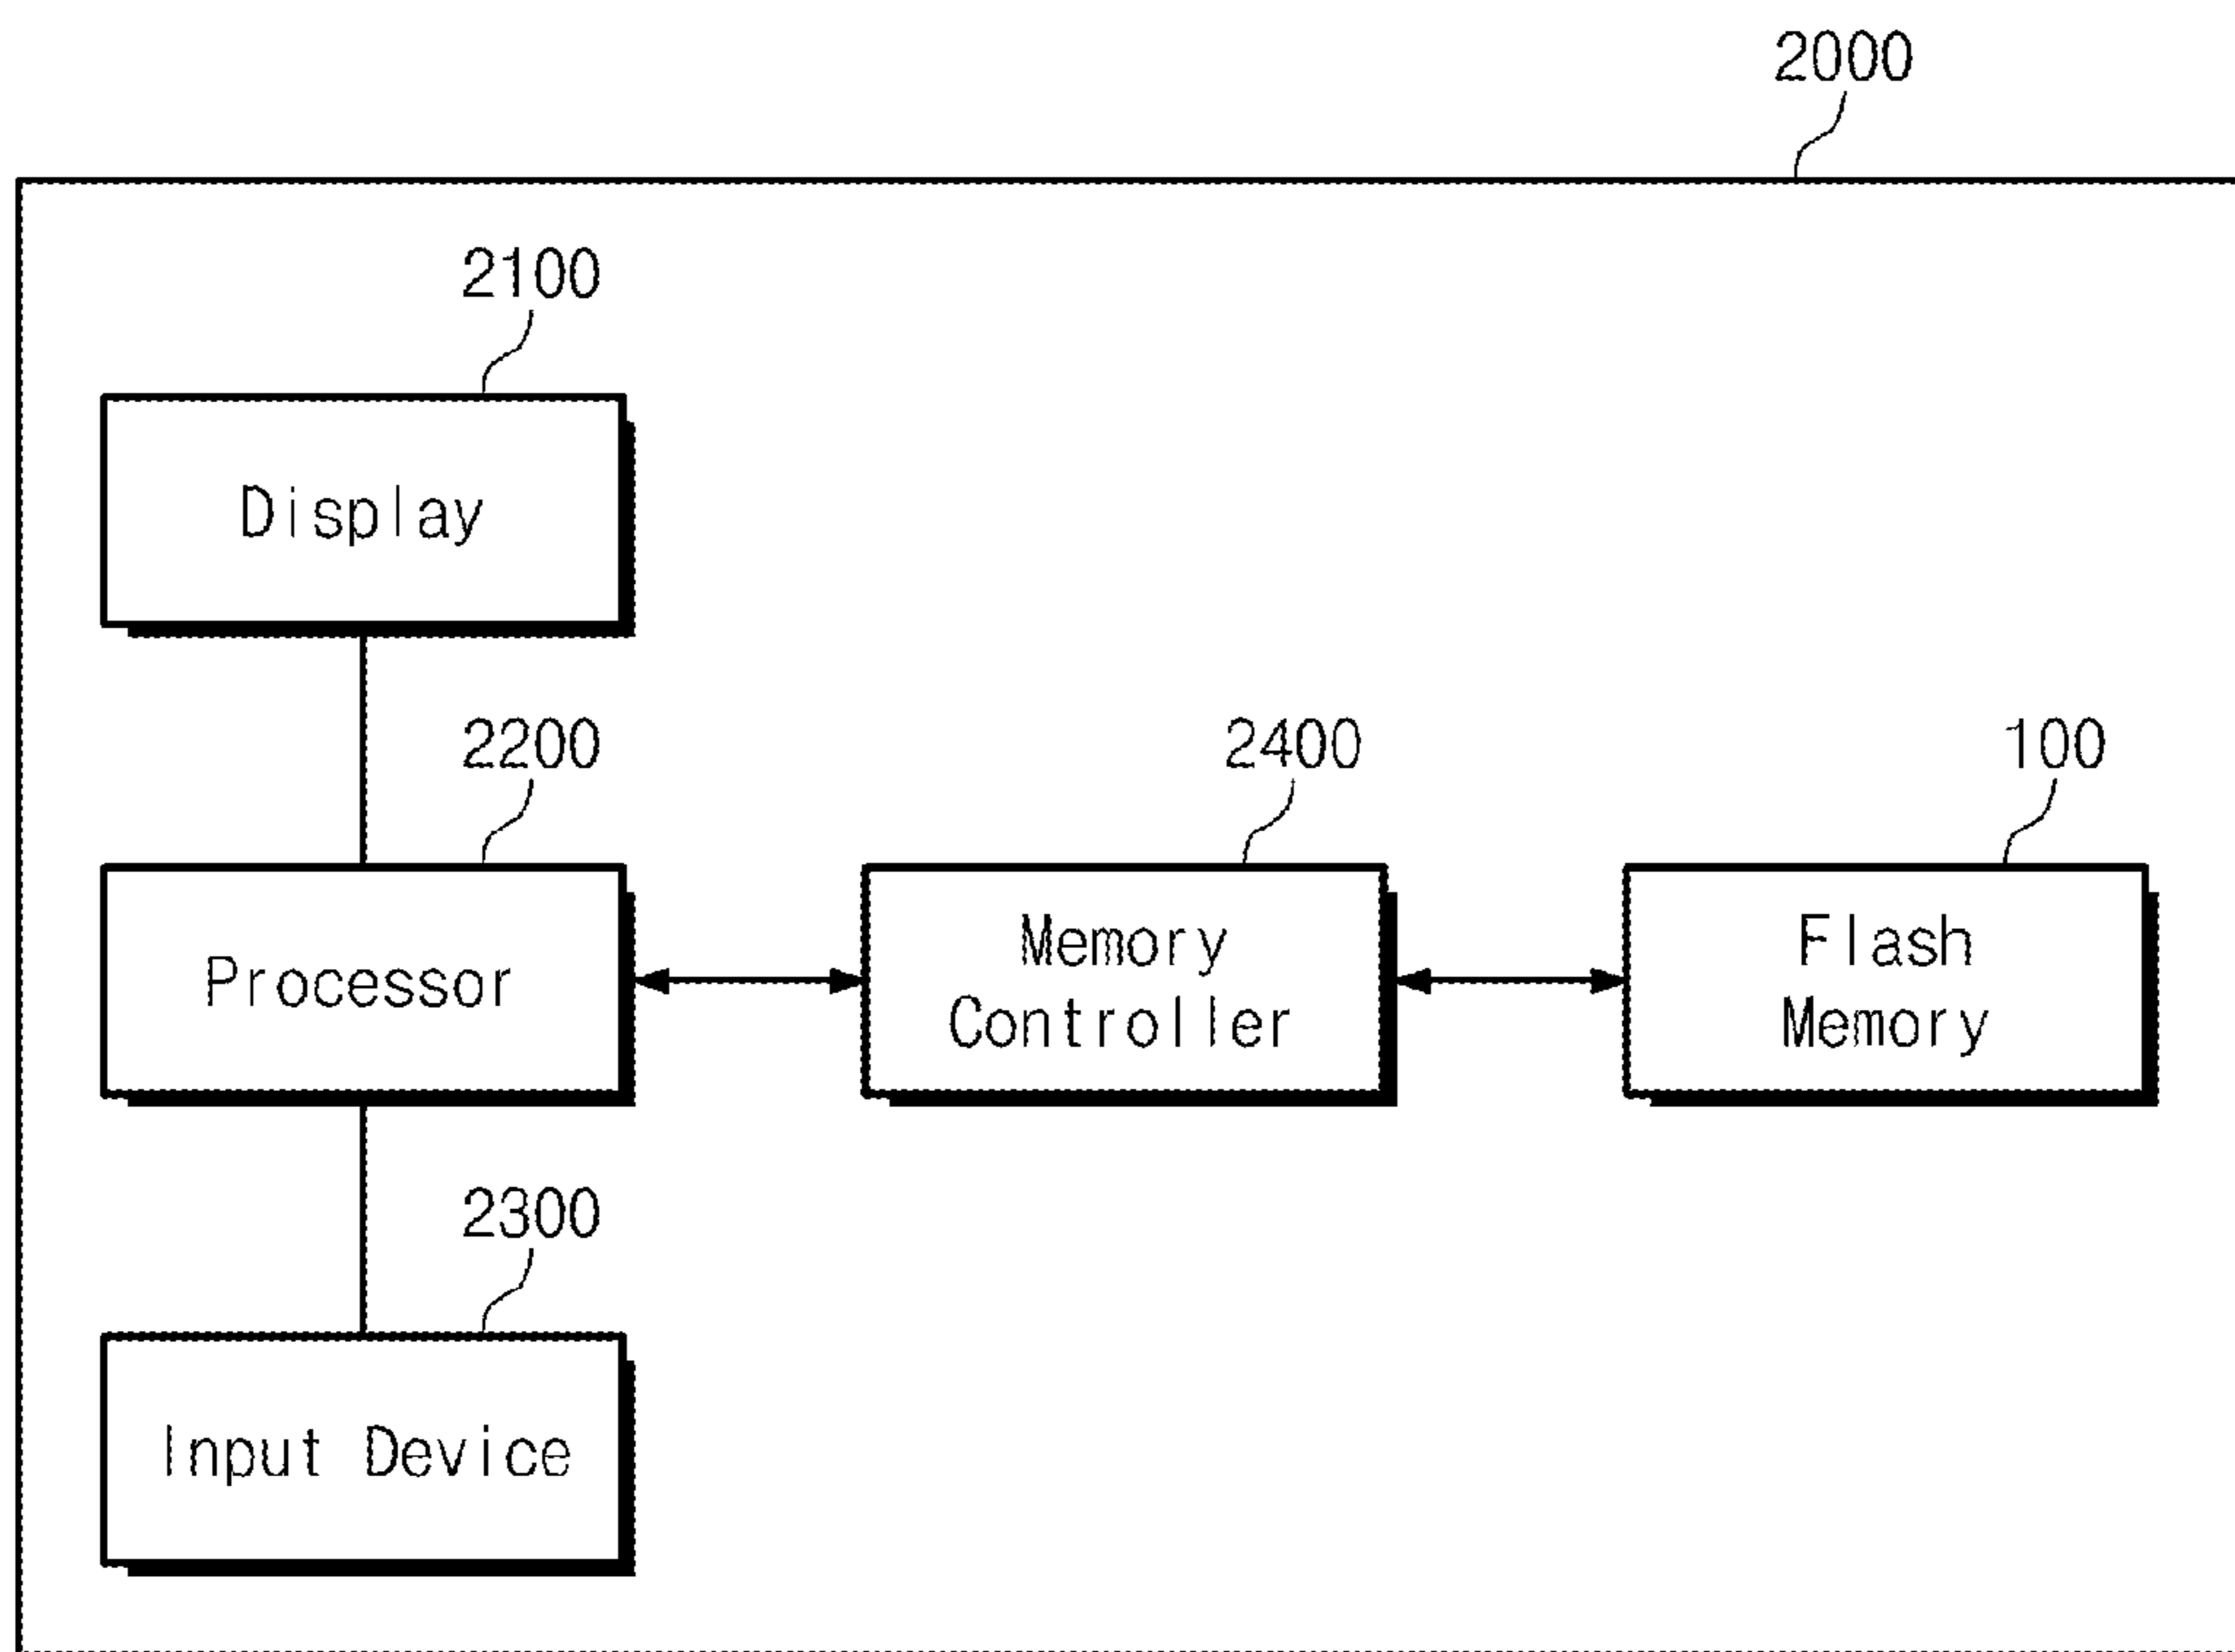 2000
2100
Display
2200
2400
100
Processor
Memory
Controller
Flash
Memory
2300
Input Device